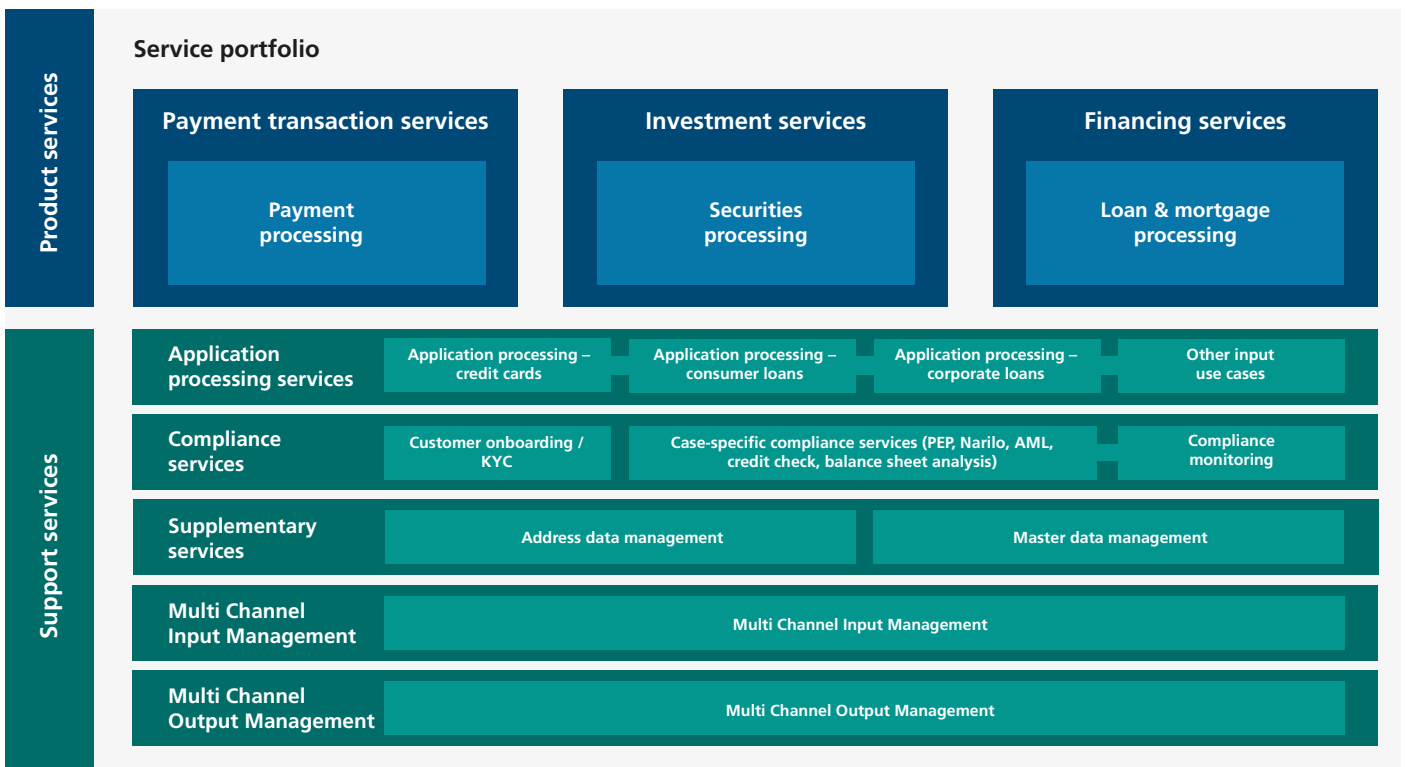 Service portfolio
Product services
Payment transaction services
Payment
processing
Investment services
Securities
processing
Financing services
Loan & mortgage
processing
Support services
Application
processing services
Application processing –
credit cards
Application processing –
consumer loans
Application processing –
corporate loans
Other input
use cases
Compliance
services
Customer onboarding /
KYC
Case-specific compliance services (PEP, Narilo, AML,
credit check, balance sheet analysis)
Compliance
monitoring
Supplementary
services
Address data management
Master data management
Multi Channel
Input Management
Multi Channel Input Management
Multi Channel
Output Management
Multi Channel Output Management